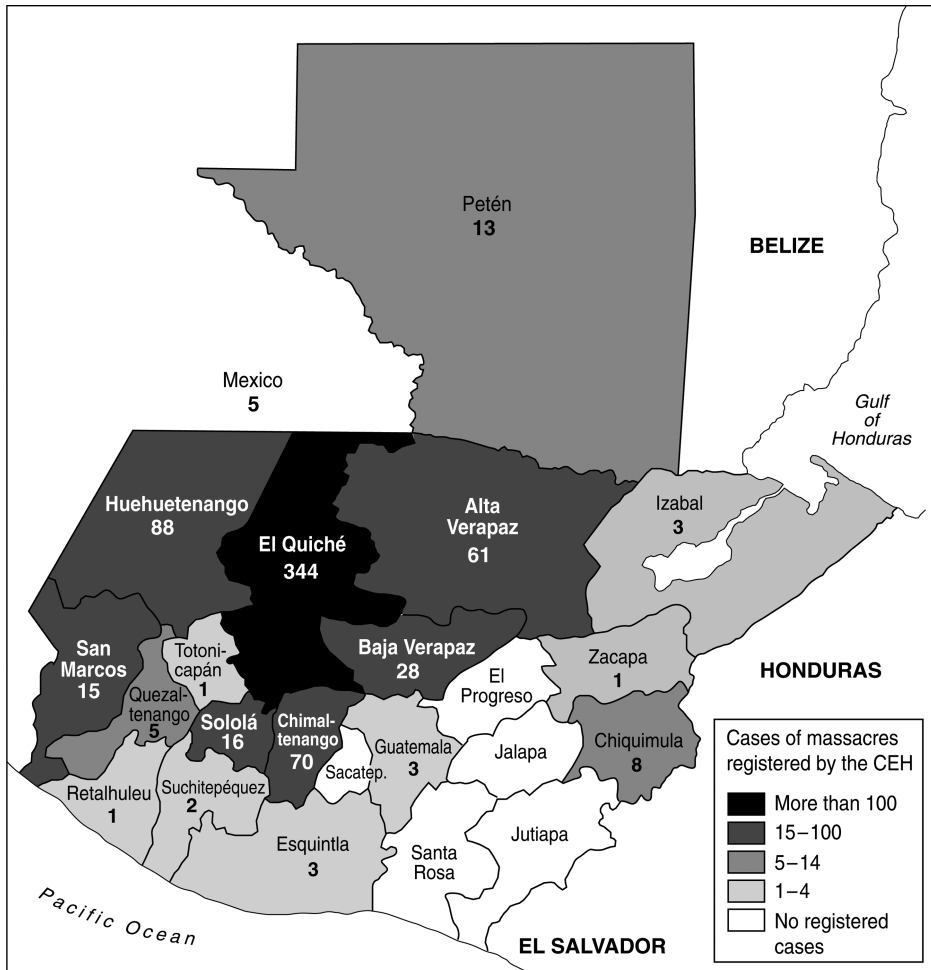 Petén
13
BELIZE
Mexico
5
Gulf
of
Honduras
Huehuetenango
88
El Quiché
344
Alta
Verapaz
61
Izabal
3
San
Marcos
15
Totoni-
capán
1
Quezal-
tenango
5
Baja Verapaz
28
El
Progreso
Zacapa
1
HONDURAS
Sololá
16
Chimal-
tenango
70
Sacatep.
Guatemala
3
Jalapa
Chiquimula
8
Retalhuleu
1
Suchitepéquez
2
Esquintla
3
Santa
Rosa
Jutiapa
Pacific Ocean
EL SALVADOR
Cases of massacres
registered by the CEH
More than 100
15–100
5–14
1–4
No registered
cases